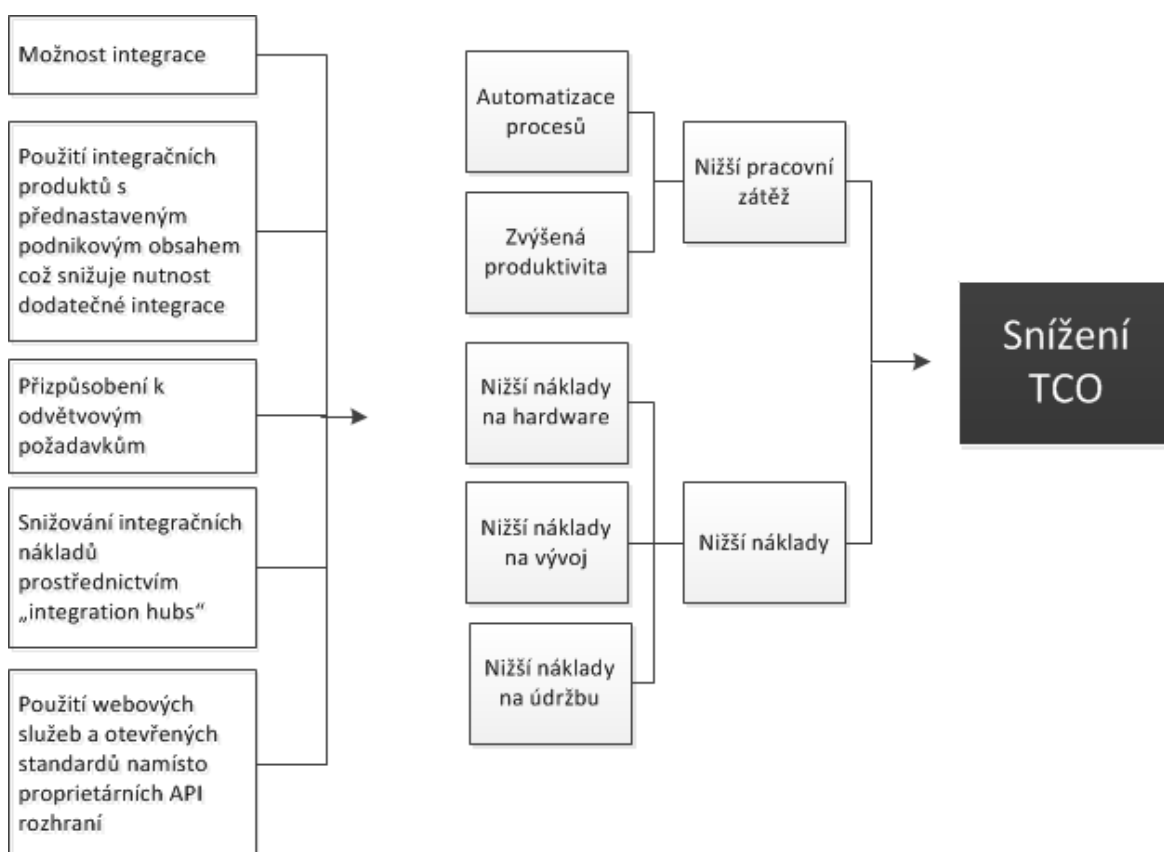 Možnost integrace
Použití integračních
produktů s
přednastaveným
podnikovým obsahem
což snižuje nutnost
dodatečné integrace
Přizpůsobení k
odvětvovým
požadavkům
Snižování integračních
nákladů
prostřednictvím
„integration hubs“
Použití webových
služeb a otevřených
standardů namísto
proprietárních API
rozhraní
Automatizace
procesů
Zvýšená
produktivita
Nižší náklady
na hardware
Nižší náklady
na vývoj
Nižší náklady
na údržbu
Nižší pracovní
zátěž
Nižší náklady
Snížení
TCO